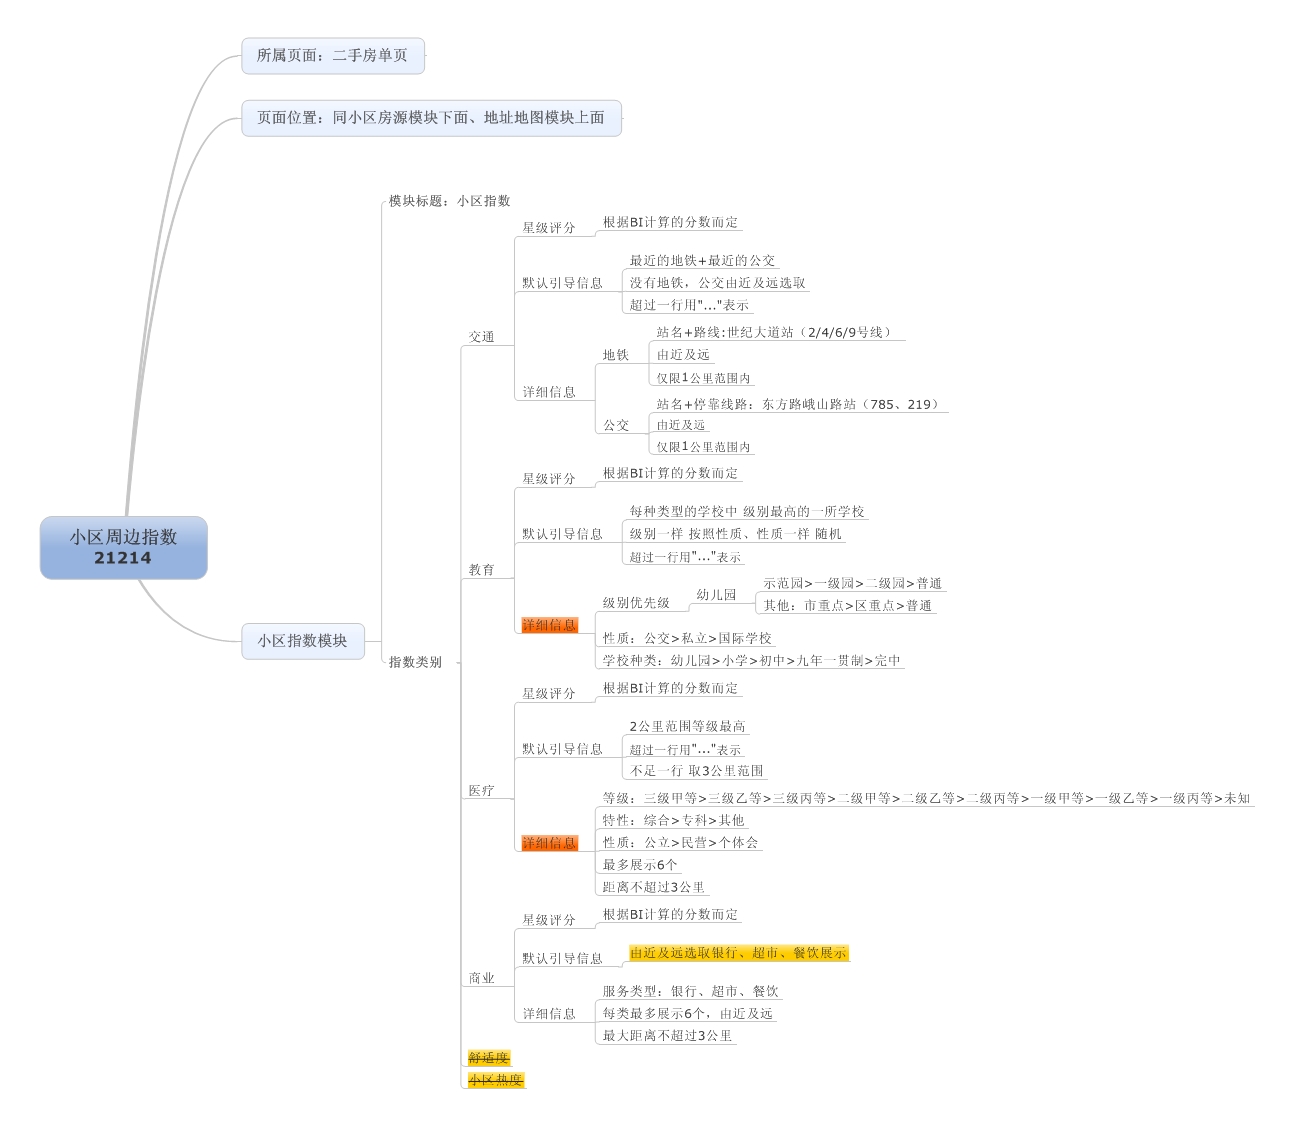 所属页面：二手房单页
页面位置：同小区房源模块下面、地址地图模块上面
小区周边指数
21214
小区指数模块
模块标题：小区指数
指数类别
交通
星级评分
根据BI计算的分数而定
默认引导信息
最近的地铁+最近的公交
没有地铁，公交由近及远选取
超过一行用"..."表示
详细信息
地铁
站名+路线:世纪大道站（2/4/6/9号线）
由近及远
仅限1公里范围内
公交
站名+停靠线路：东方路峨山路站（785、219）
由近及远
仅限1公里范围内
教育
星级评分
根据BI计算的分数而定
默认引导信息
每种类型的学校中 级别最高的一所学校
级别一样 按照性质、性质一样 随机
超过一行用"..."表示
详细信息
级别优先级
幼儿园
示范园>一级园>二级园>普通
其他：市重点>区重点>普通
性质：公交>私立>国际学校
学校种类：幼儿园>小学>初中>九年一贯制>完中
医疗
星级评分
根据BI计算的分数而定
默认引导信息
2公里范围等级最高
超过一行用"..."表示
不足一行 取3公里范围
详细信息
等级：三级甲等>三级乙等>三级丙等>二级甲等>二级乙等>二级丙等>一级甲等>一级乙等>一级丙等>未知
特性：综合>专科>其他
性质：公立>民营>个体会
最多展示6个
距离不超过3公里
商业
星级评分
根据BI计算的分数而定
默认引导信息
由近及远选取银行、超市、餐饮展示
详细信息
服务类型：银行、超市、餐饮
每类最多展示6个，由近及远
最大距离不超过3公里
舒适度
小区热度